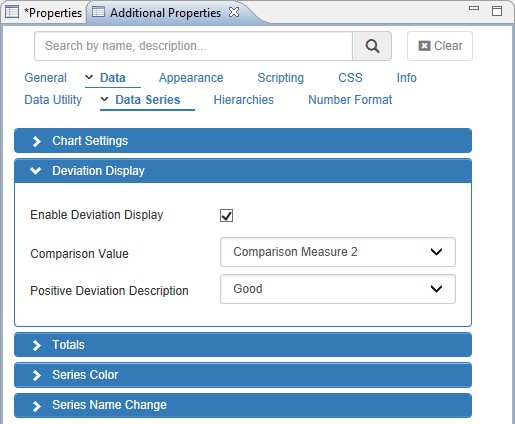 *Properties Additional Properties
Search by name, description... Clear
General Data Appearance Scripting CSS Info
Data Utility Data Series Hierarchies Number Format
Chart Settings
Deviation Display
Enable Deviation Display
Comparison Value Comparison Measure 2
Positive Deviation Description Good
Totals
Series Color
Series Name Change